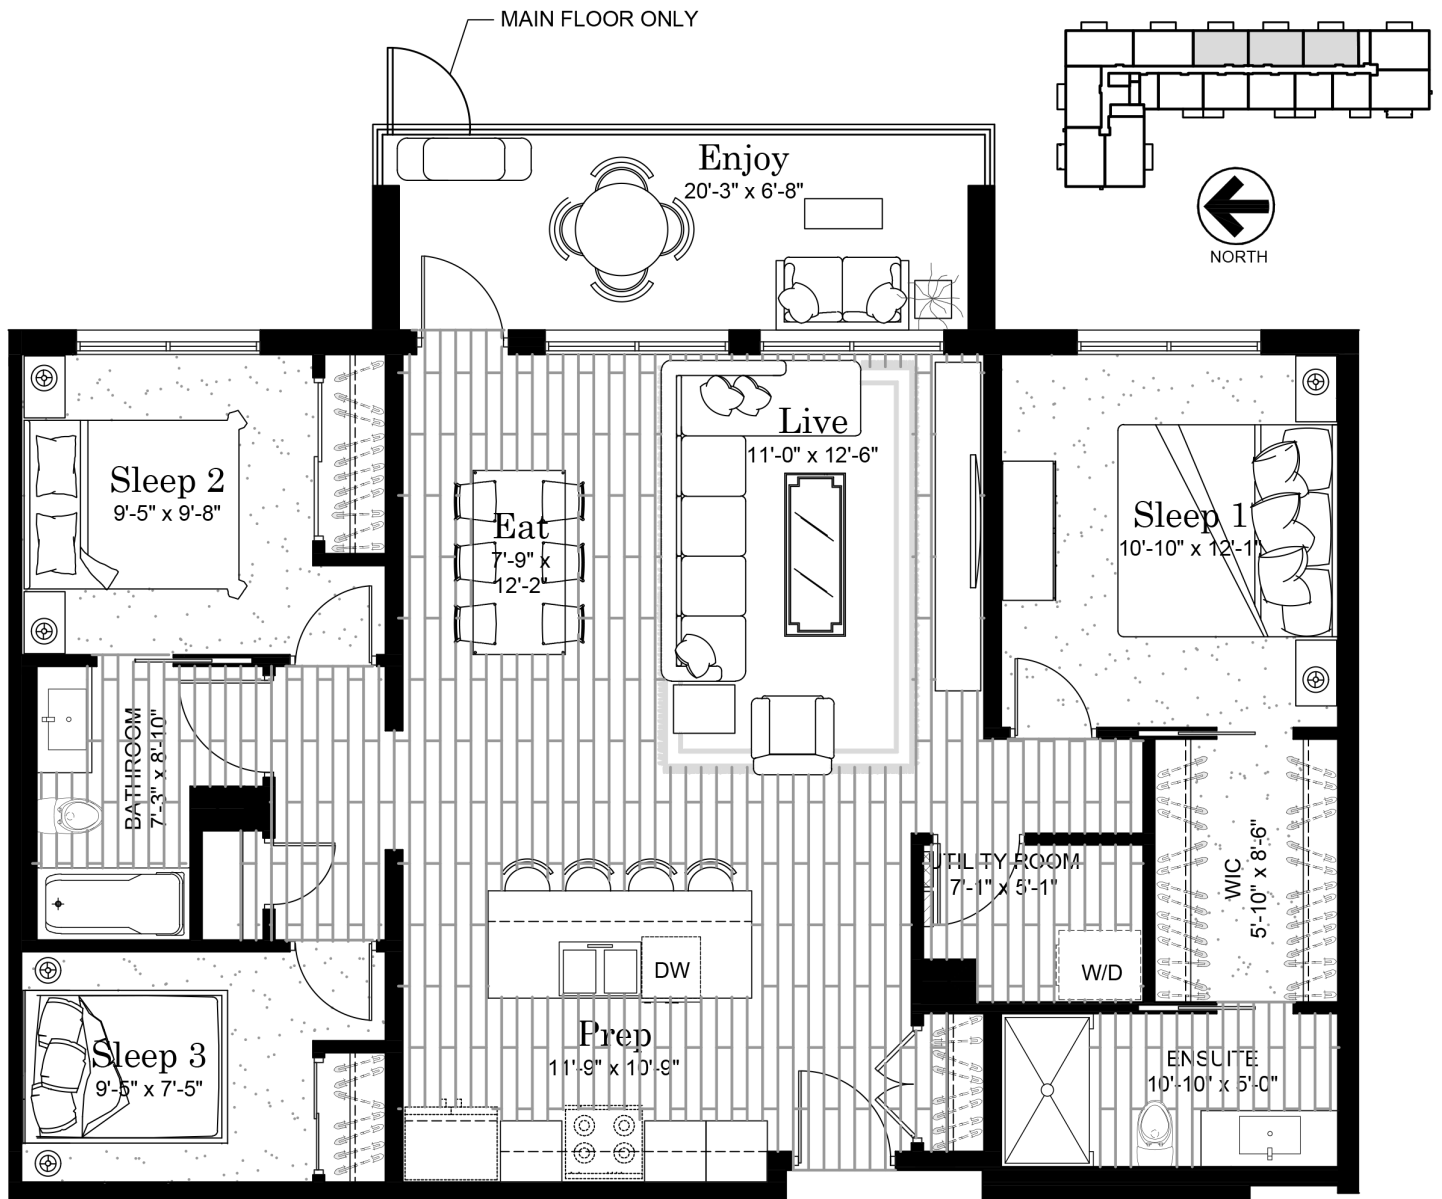 MAIN FLOOR ONLY
Enjoy
20'-3" x 6'-8"
NORTH
Live
11'-0" x 12'-6"
Sleep 2
9'-5" x 9'-8"
Eat
7'-9" x
12'-2"
Sleep 1
10'-10" x 12'-1"
BATHROOM
7'-3" x 8'-10"
UTILITY ROOM
7'-1" x 5'-1"
WIC
5'-10" x 8'-6"
DW
W/D
Prep
11'-9" x 10'-9"
Sleep 3
9'-5" x 7'-5"
ENSUITE
10'-10' x 5'-0"